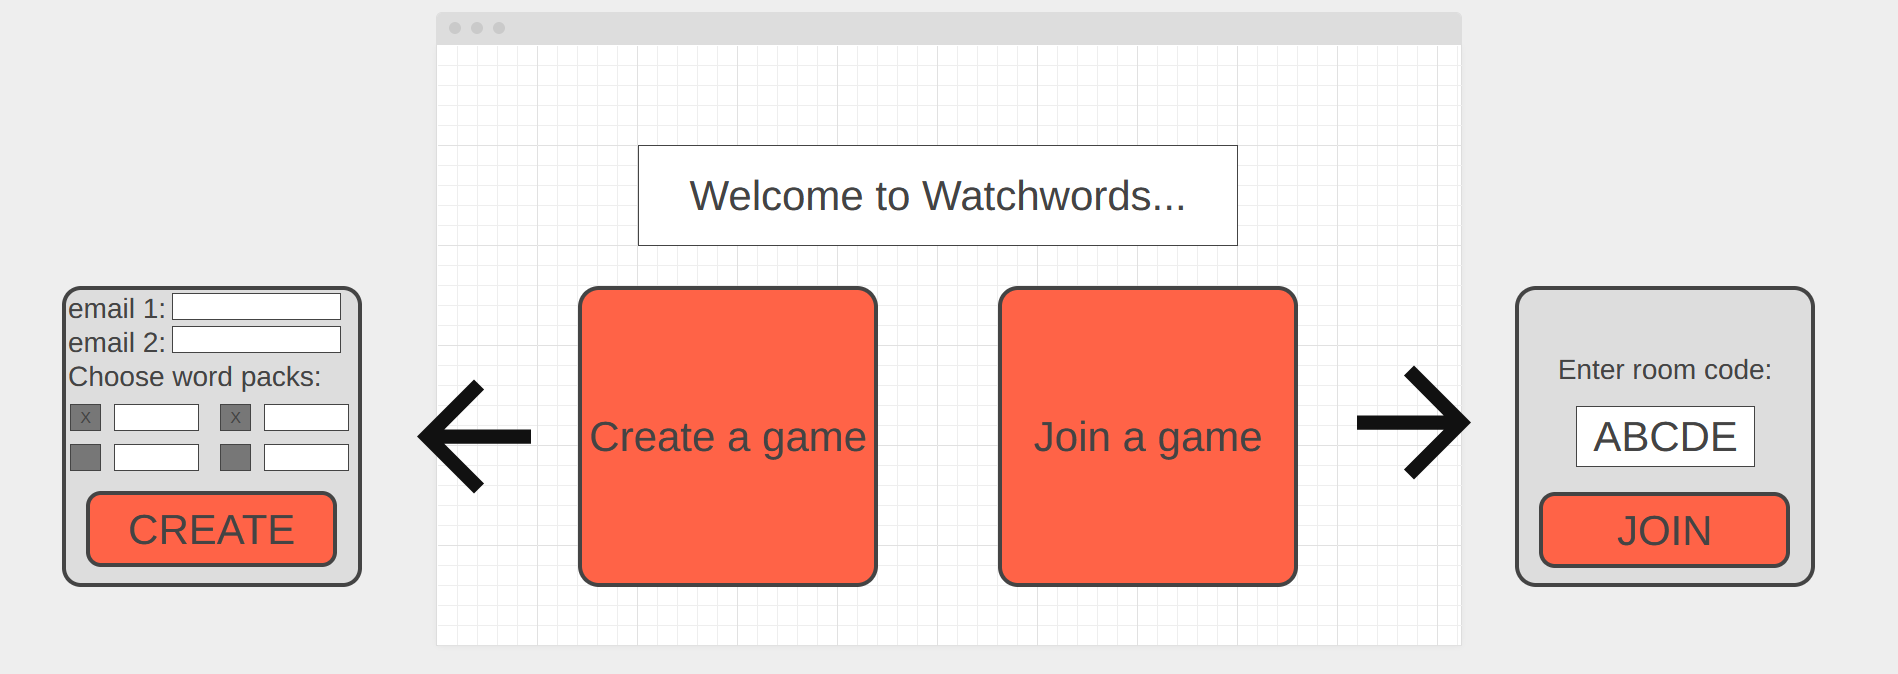 Welcome to Watchwords...
email 1:
email 2:
Choose word packs:
X X
CREATE
Create a game
Join a game
Enter room code:
ABCDE
JOIN